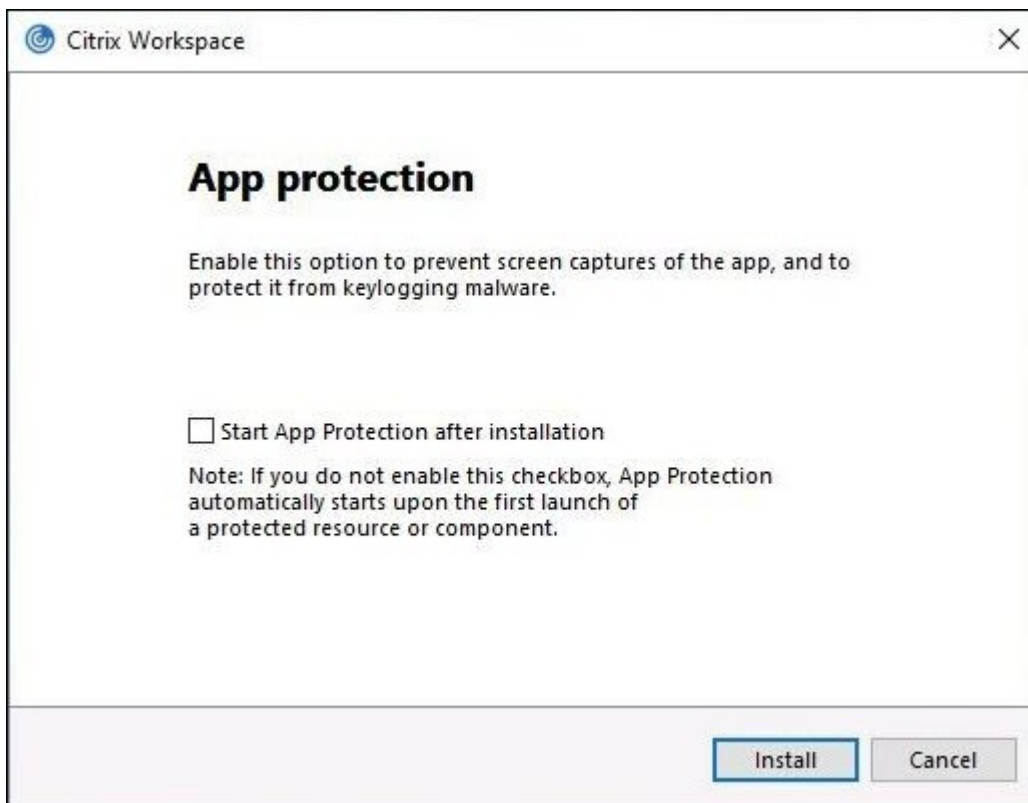 Citrix Workspace
App protection
Enable this option to prevent screen captures of the app, and to
protect it from keylogging malware.
Start App Protection after installation
Note: If you do not enable this checkbox, App Protection
automatically starts upon the first launch of
a protected resource or component.
Install Cancel